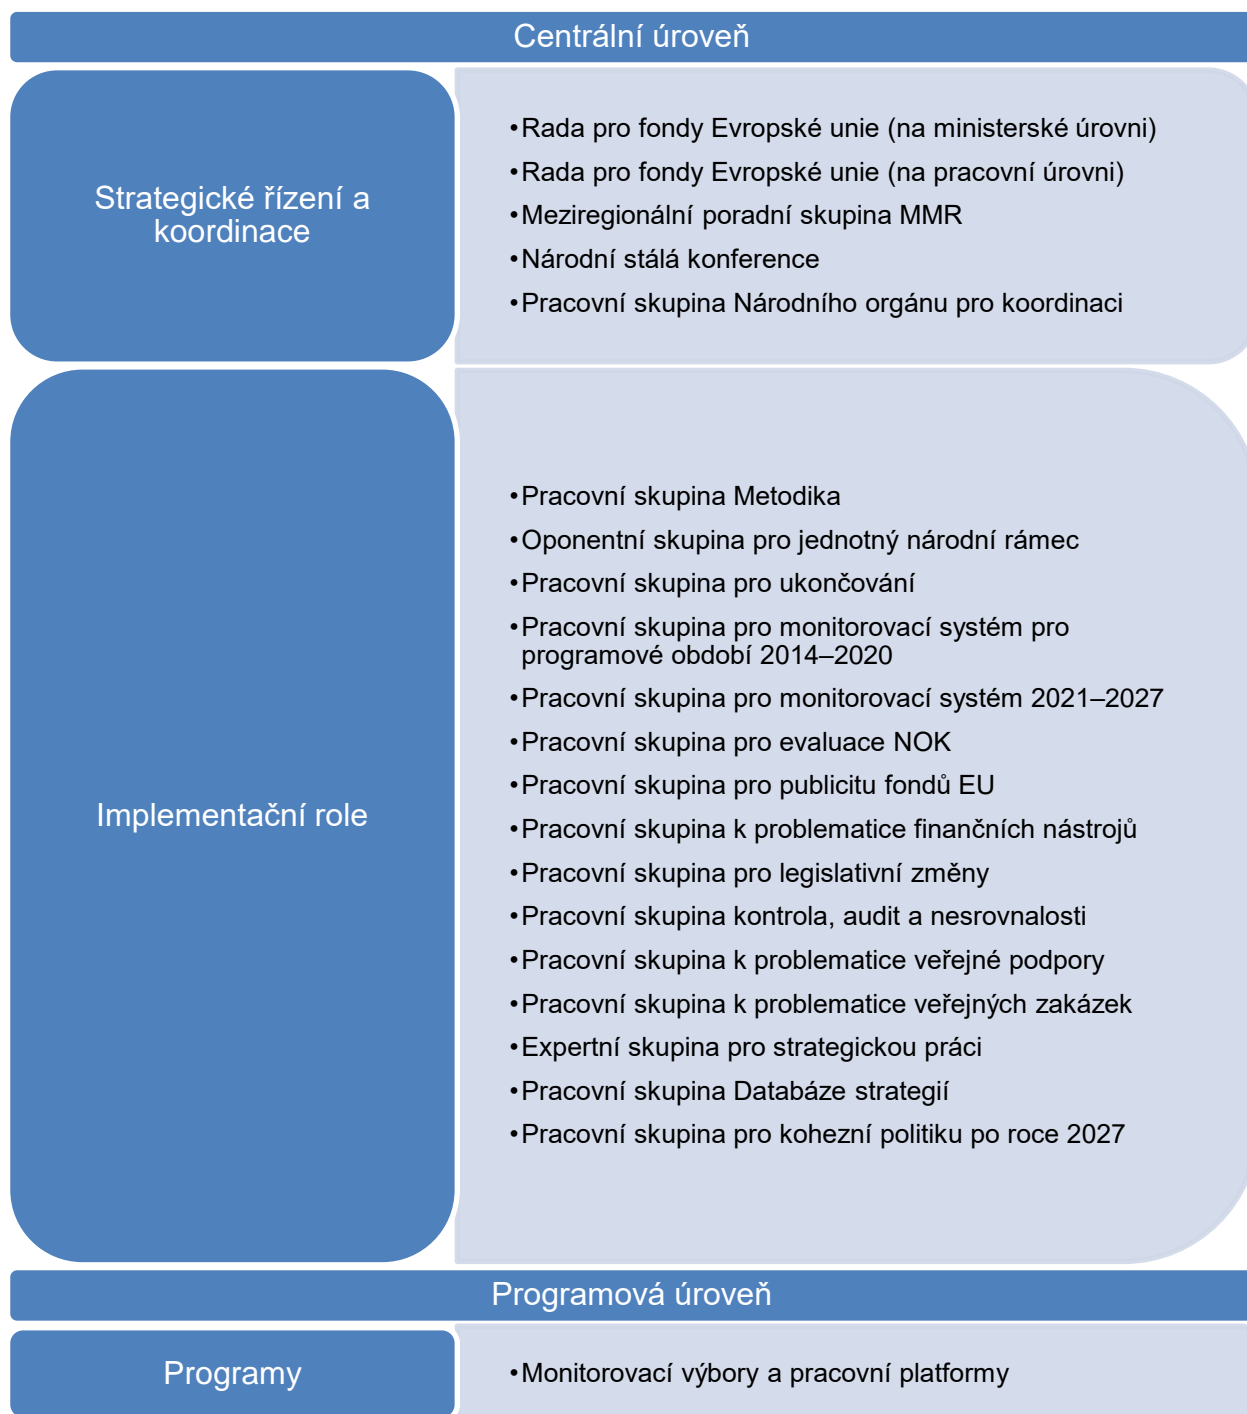 Centrální úroveň
Strategické řízení a
koordinace
•Rada pro fondy Evropské unie (na ministerské úrovni)
•Rada pro fondy Evropské unie (na pracovní úrovni)
•Meziregionální poradní skupina MMR
•Národní stálá konference
•Pracovní skupina Národního orgánu pro koordinaci
Implementační role
•Pracovní skupina Metodika
•Oponentní skupina pro jednotný národní rámec
•Pracovní skupina pro ukončování
•Pracovní skupina pro monitorovací systém pro
programové období 2014–2020
•Pracovní skupina pro monitorovací systém 2021–2027
•Pracovní skupina pro evaluace NOK
•Pracovní skupina pro publicitu fondů EU
•Pracovní skupina k problematice finančních nástrojů
•Pracovní skupina pro legislativní změny
•Pracovní skupina kontrola, audit a nesrovnalosti
•Pracovní skupina k problematice veřejné podpory
•Pracovní skupina k problematice veřejných zakázek
•Expertní skupina pro strategickou práci
•Pracovní skupina Databáze strategií
•Pracovní skupina pro kohezní politiku po roce 2027
Programová úroveň
Programy
•Monitorovací výbory a pracovní platformy